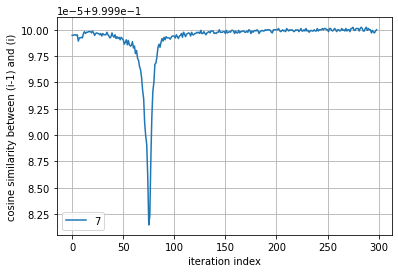 1e−5+9.999e−1
10.00
9.75
9.50
9.25
9.00
8.75
8.50
8.25
cosine similarity between (i-1) and (i)
7
0 50 100 150 200 250 300
iteration index